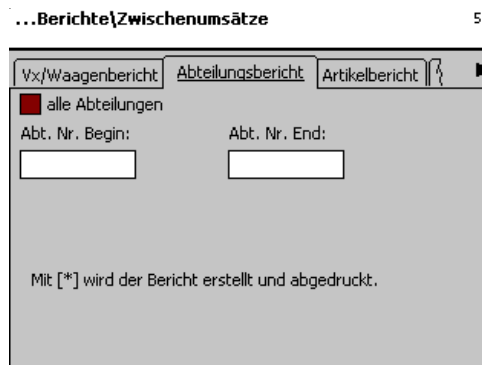 ...Berichte\Zwischenumsätze 5
Vx/Waagenbericht Abteilungsbericht Artikelbericht
alle Abteilungen
Abt. Nr. Begin: Abt. Nr. End:
Mit [*] wird der Bericht erstellt und abgedruckt.